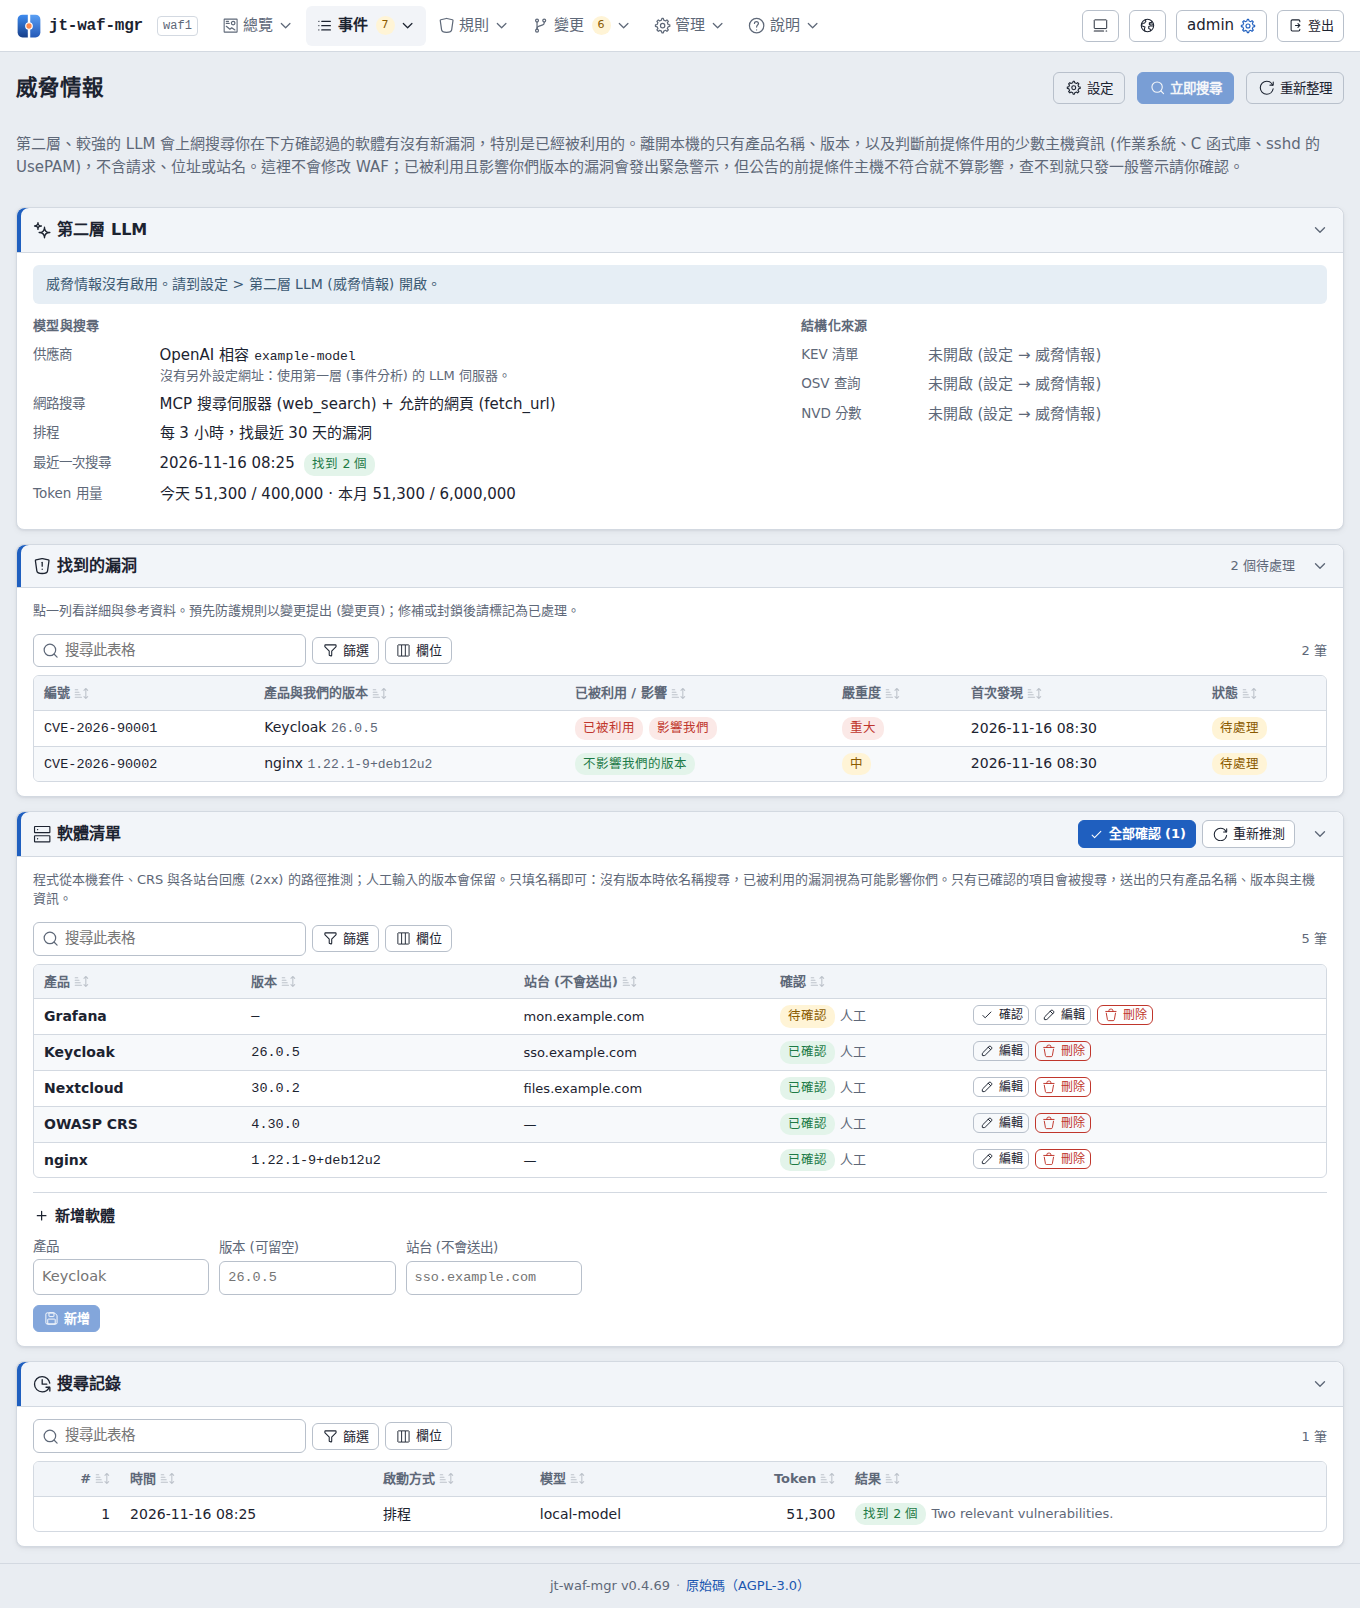 jt-waf-mgr waf1 總覽 事件 7 規則 變更 6 管理 說明 admin 登出
威脅情報 設定 立即搜尋 重新整理
第二層、較強的 LLM 會上網搜尋你在下方確認過的軟體有沒有新漏洞，特別是已經被利用的。離開本機的只有產品名稱、版本，以及判斷前提條件用的少數主機資訊 (作業系統、C 函式庫、sshd 的
UsePAM)，不含請求、位址或站名。這裡不會修改 WAF；已被利用且影響你們版本的漏洞會發出緊急警示，但公告的前提條件主機不符合就不算影響，查不到就只發一般警示請你確認。
第二層 LLM
威脅情報沒有啟用。請到設定 > 第二層 LLM (威脅情報) 開啟。
模型與搜尋
供應商 OpenAI 相容 example-model
沒有另外設定網址：使用第一層 (事件分析) 的 LLM 伺服器。
網路搜尋 MCP 搜尋伺服器 (web_search) + 允許的網頁 (fetch_url)
排程 每 3 小時，找最近 30 天的漏洞
最近一次搜尋 2026-11-16 08:25 找到 2 個
Token 用量 今天 51,300 / 400,000 · 本月 51,300 / 6,000,000
結構化來源
KEV 清單 未開啟 (設定 → 威脅情報)
OSV 查詢 未開啟 (設定 → 威脅情報)
NVD 分數 未開啟 (設定 → 威脅情報)
找到的漏洞 2 個待處理
點一列看詳細與參考資料。預先防護規則以變更提出 (變更頁)；修補或封鎖後請標記為已處理。
搜尋此表格 篩選 欄位 2 筆
編號 產品與我們的版本 已被利用 / 影響 嚴重度 首次發現 狀態
CVE-2026-90001 Keycloak 26.0.5 已被利用 影響我們 重大 2026-11-16 08:30 待處理
CVE-2026-90002 nginx 1.22.1-9+deb12u2 不影響我們的版本 中 2026-11-16 08:30 待處理
軟體清單 全部確認 (1) 重新推測
程式從本機套件、CRS 與各站台回應 (2xx) 的路徑推測；人工輸入的版本會保留。只填名稱即可：沒有版本時依名稱搜尋，已被利用的漏洞視為可能影響你們。只有已確認的項目會被搜尋，送出的只有產品名稱、版本與主機
資訊。
搜尋此表格 篩選 欄位 5 筆
產品 版本 站台 (不會送出) 確認
Grafana — mon.example.com 待確認 人工 確認 編輯 刪除
Keycloak 26.0.5 sso.example.com 已確認 人工 編輯 刪除
Nextcloud 30.0.2 files.example.com 已確認 人工 編輯 刪除
OWASP CRS 4.30.0 — 已確認 人工 編輯 刪除
nginx 1.22.1-9+deb12u2 — 已確認 人工 編輯 刪除
新增軟體
產品 版本 (可留空) 站台 (不會送出)
Keycloak 26.0.5 sso.example.com
新增
搜尋記錄
搜尋此表格 篩選 欄位 1 筆
# 時間 啟動方式 模型 Token 結果
1 2026-11-16 08:25 排程 local-model 51,300 找到 2 個 Two relevant vulnerabilities.
jt-waf-mgr v0.4.69 · 原始碼（AGPL-3.0）